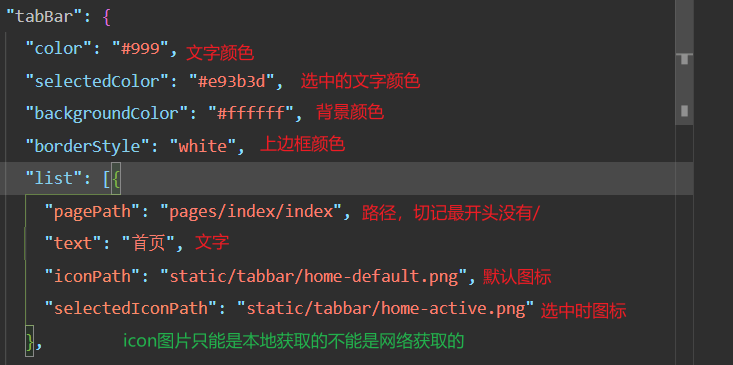 "tabBar": {
"color": "#999", 文字颜色
"selectedColor": "#e93b3d", 选中的文字颜色
"backgroundColor": "#ffffff", 背景颜色
"borderStyle": "white", 上边框颜色
"list": [{
"pagePath": "pages/index/index", 路径，切记最开头没有/
"text": "首页", 文字
"iconPath": "static/tabbar/home-default.png", 默认图标
"selectedIconPath": "static/tabbar/home-active.png" 选中时图标
}, icon图片只能是本地获取的不能是网络获取的